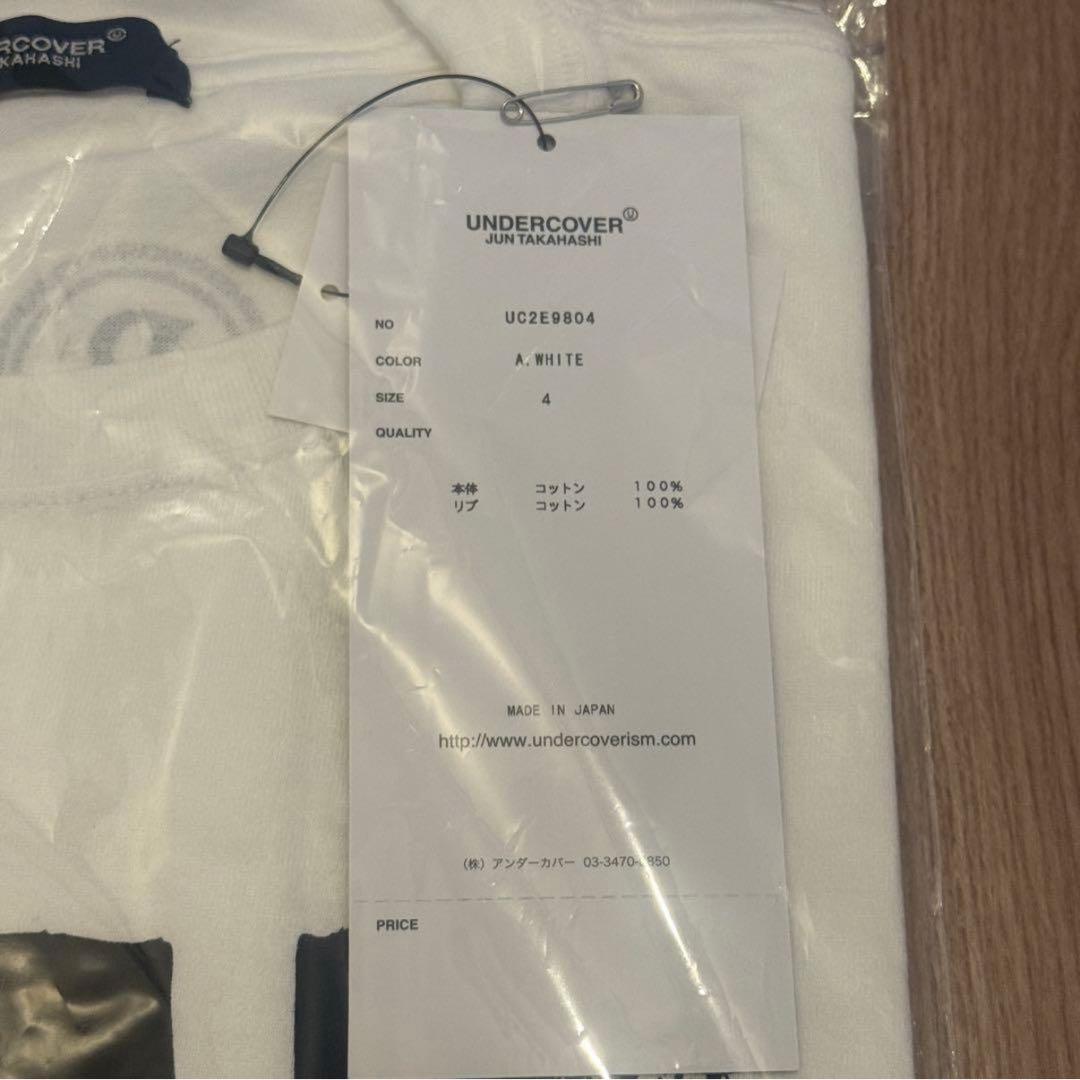 RCOVER
KAHASHI
UNDERCOVER
JUN TAKAHASHI
NO UC2E9804
COLOR A.WHITE
SIZE 4
QUALITY
本体 コットン 100%
リブ コットン 100%
MADE IN JAPAN
http://www.undercoverism.com
(株) アンダーカバー
PRICE